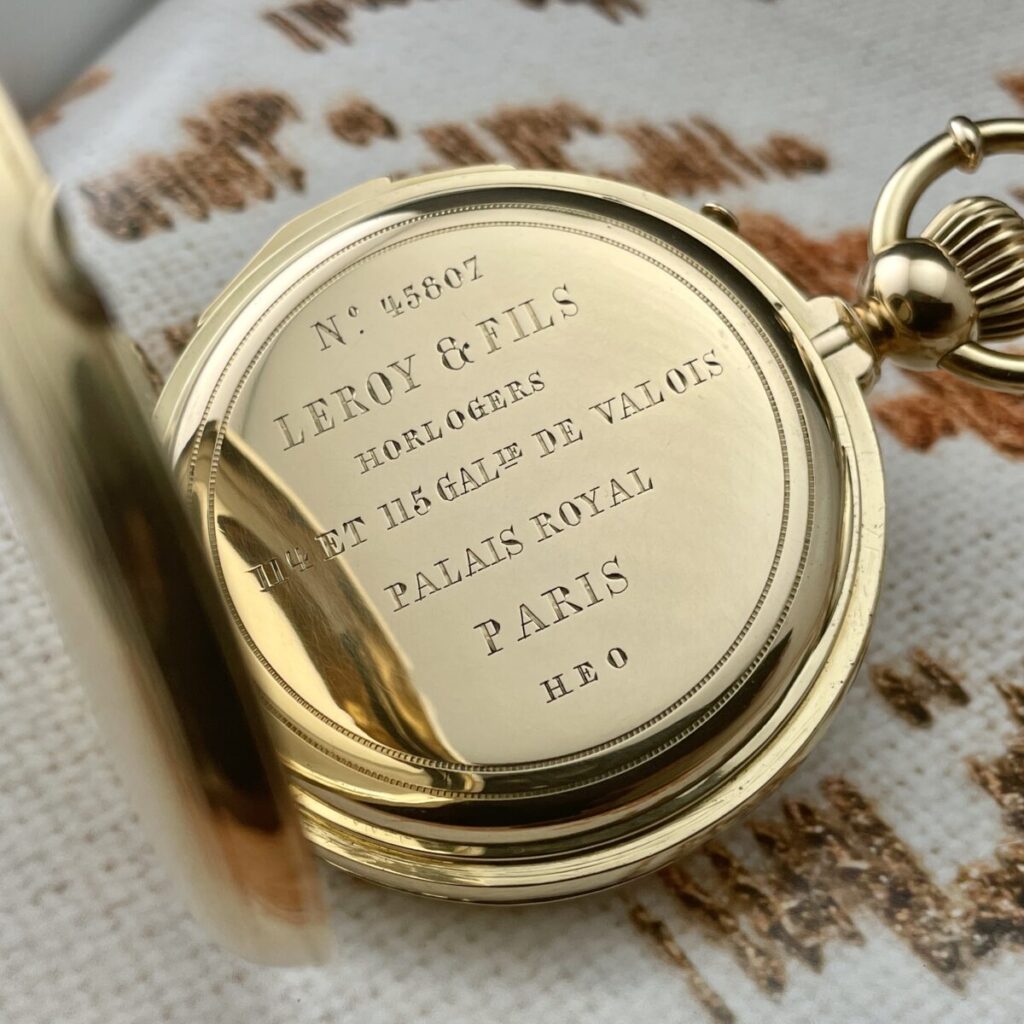 Nº. 45807
LEROY & FILS
HORLOGERS
114 ET 115 GALIE DE VALOIS
PALAIS ROYAL
PARIS
HEO